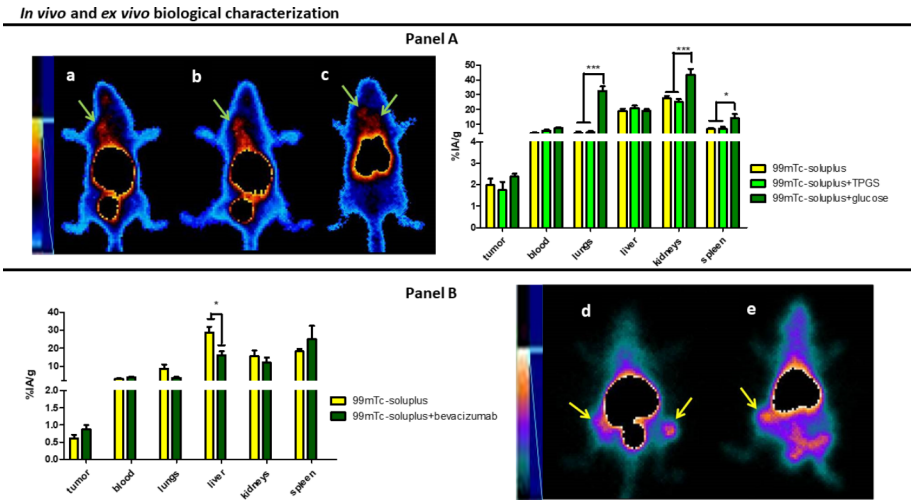 In vivo and ex vivo biological characterization
Panel A
a
b
c
%IA/g
50
40
30
20
10
4
2
1
0
***
***
*
tumor
blood
lungs
liver
kidneys
spleen
99mTc-soluplus
99mTc-soluplus+TPGS
99mTc-soluplus+glucose
Panel B
%IA/g
40
30
20
10
2.0
1.5
1.0
0.5
0.0
*
tumor
blood
lungs
liver
kidneys
spleen
99mTc-soluplus
99mTc-soluplus+bevacizumab
d
e